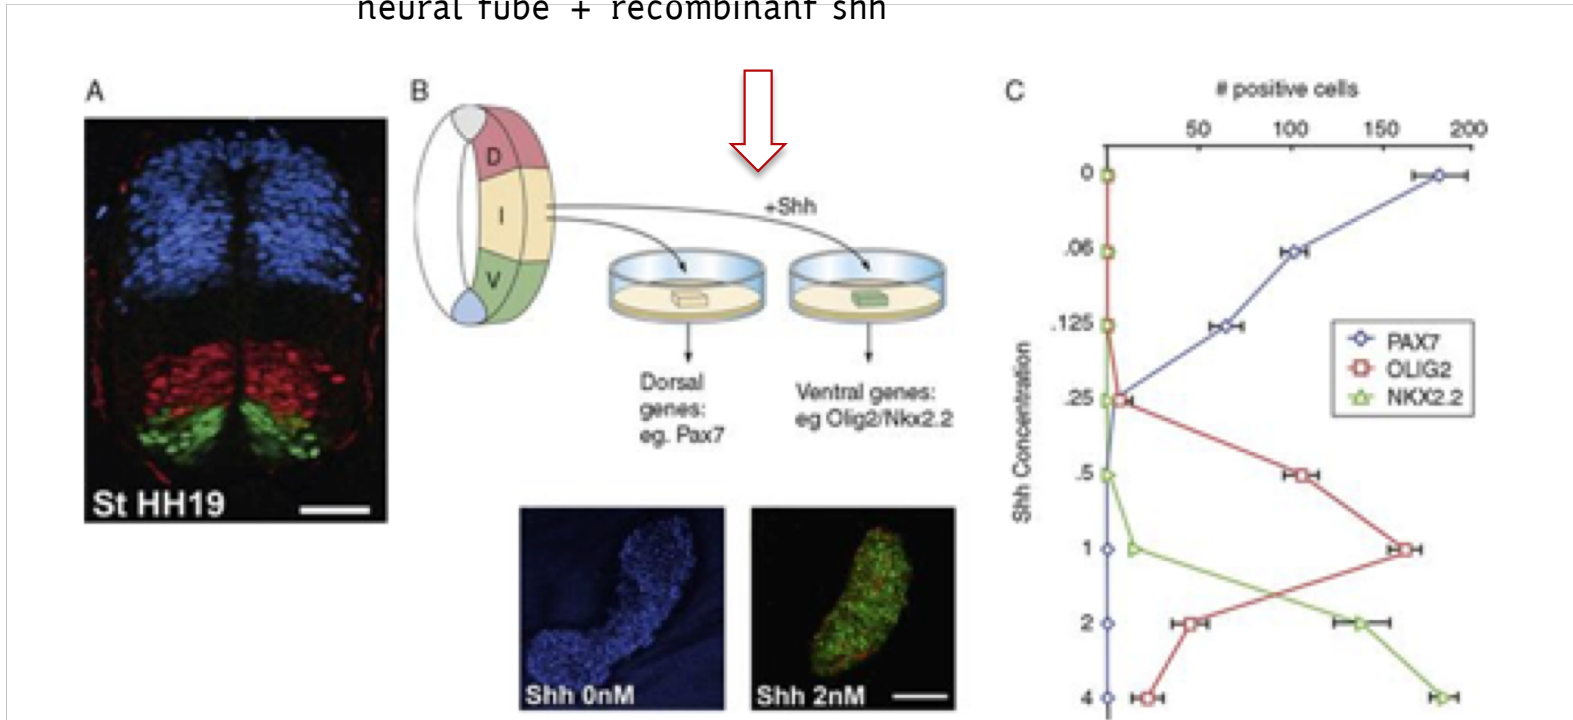 neural tube + recombinant shh
A
St HH19
B
D
I
V
+Shh
Dorsal
genes:
eg. Pax7
Ventral genes:
eg Olig2/Nkx2.2
Shh 0nM
Shh 2nM
C
# positive cells
50 100 150 200
Shh Concentration
0
.06
.125
.25
.5
1
2
4
PAX7
OLIG2
NKX2.2